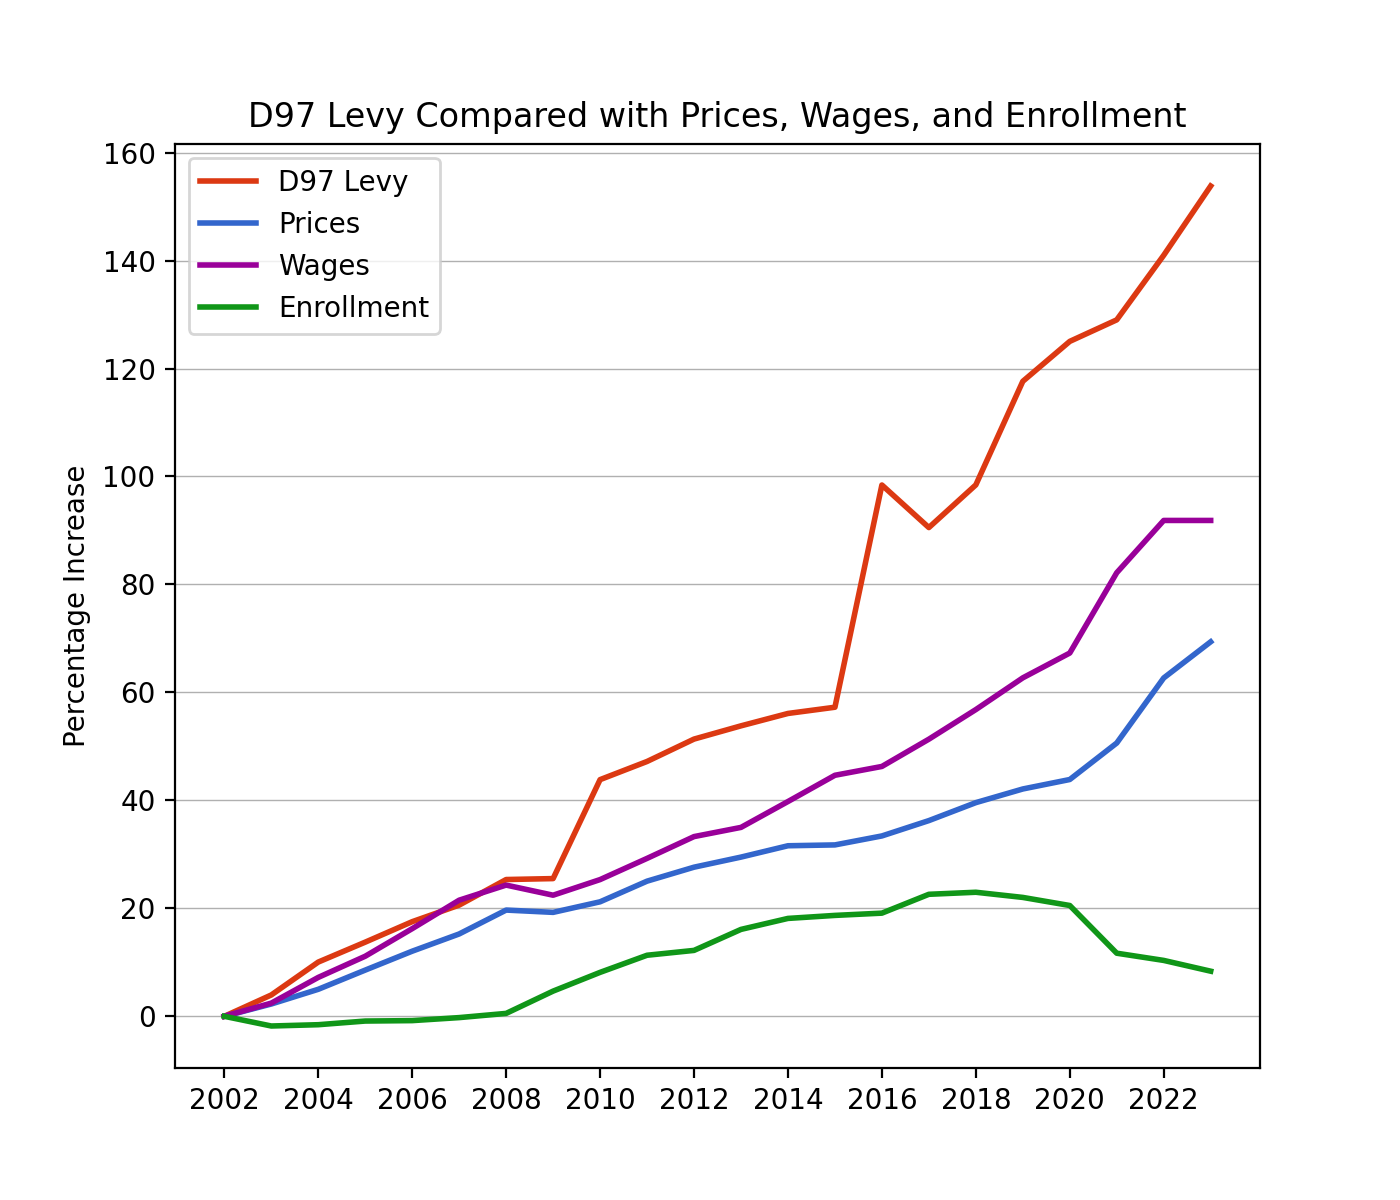 D97 Levy Compared with Prices, Wages, and Enrollment
160
140
120
100
80
60
40
20
0
Percentage Increase
D97 Levy
Prices
Wages
Enrollment
2002 2004 2006 2008 2010 2012 2014 2016 2018 2020 2022